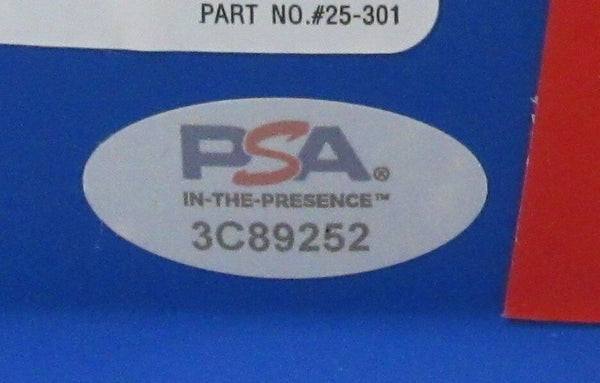 PART NO.#25-301
PSA®
IN-THE-PRESENCE™
3C89252